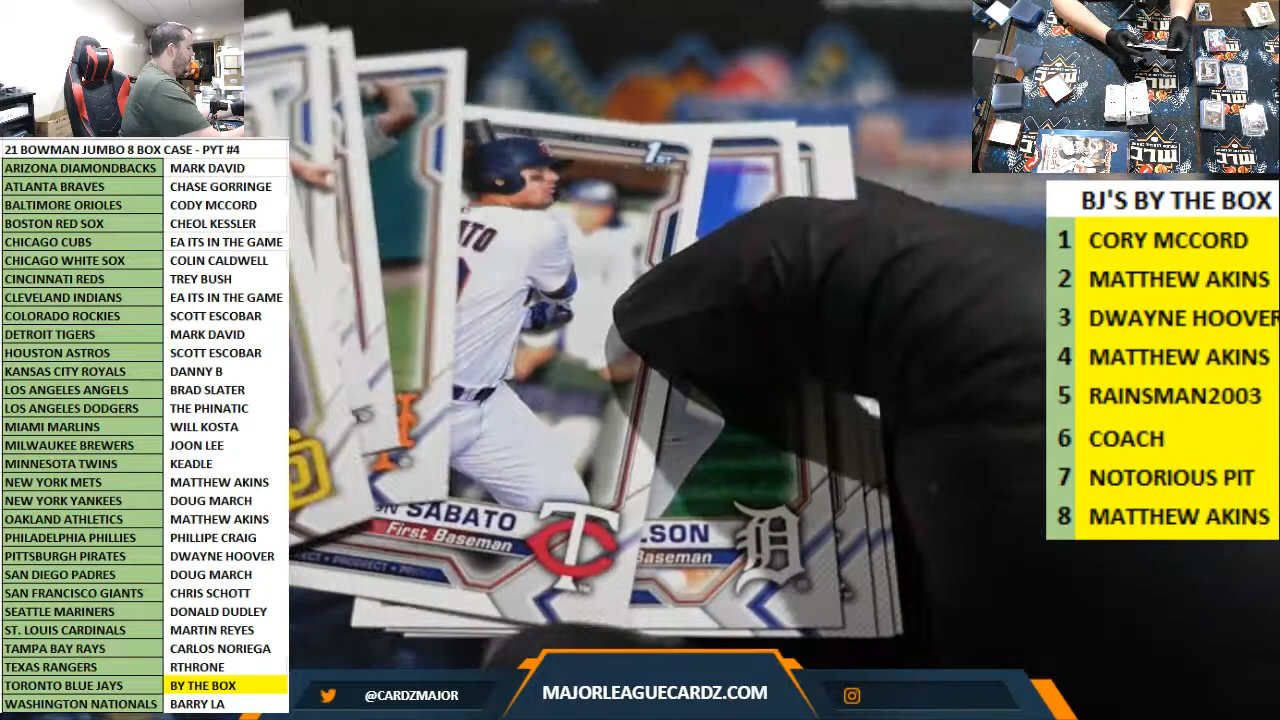 21 BOWMAN JUMBO 8 BOX CASE - PYT #4
ARIZONA DIAMONDBACKS MARK DAVID
ATLANTA BRAVES CHASE GORRINGE
BALTIMORE ORIOLES CODY MCCORD
BOSTON RED SOX CHEOL KESSLER
CHICAGO CUBS EA ITS IN THE GAME
CHICAGO WHITE SOX COLIN CALDWELL
CINCINNATI REDS TREY BUSH
CLEVELAND INDIANS EA ITS IN THE GAME
COLORADO ROCKIES SCOTT ESCOBAR
DETROIT TIGERS MARK DAVID
HOUSTON ASTROS SCOTT ESCOBAR
KANSAS CITY ROYALS DANNY B
LOS ANGELES ANGELS BRAD SLATER
LOS ANGELES DODGERS THE PHINATIC
MIAMI MARLINS WILL KOSTA
MILWAUKEE BREWERS JOON LEE
MINNESOTA TWINS KEADLE
NEW YORK METS MATTHEW AKINS
NEW YORK YANKEES DOUG MARCH
OAKLAND ATHLETICS MATTHEW AKINS
PHILADELPHIA PHILLIES PHILLIPE CRAIG
PITTSBURGH PIRATES DWAYNE HOOVER
SAN DIEGO PADRES DOUG MARCH
SAN FRANCISCO GIANTS CHRIS SCHOTT
SEATTLE MARINERS DONALD DUDLEY
ST. LOUIS CARDINALS MARTIN REYES
TAMPA BAY RAYS CARLOS NORIEGA
TEXAS RANGERS RTHRONE
TORONTO BLUE JAYS BY THE BOX
WASHINGTON NATIONALS BARRY LA
1ST
SABATO
First Baseman
PROSPECT
LSON
Baseman
D
BJ'S BY THE BOX
1 CORY MCCORD
2 MATTHEW AKINS
3 DWAYNE HOOVER
4 MATTHEW AKINS
5 RAINSMAN2003
6 COACH
7 NOTORIOUS PIT
8 MATTHEW AKINS
@CARDZMAJOR
MAJORLEAGUECARDZ.COM